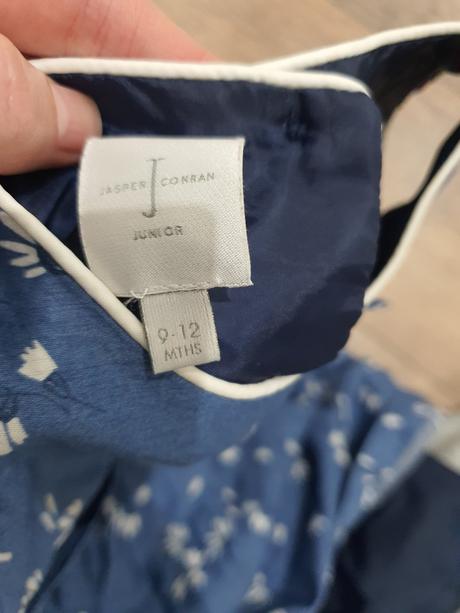 JASPER J CONRAN
JUNIOR
9-12
MTHS